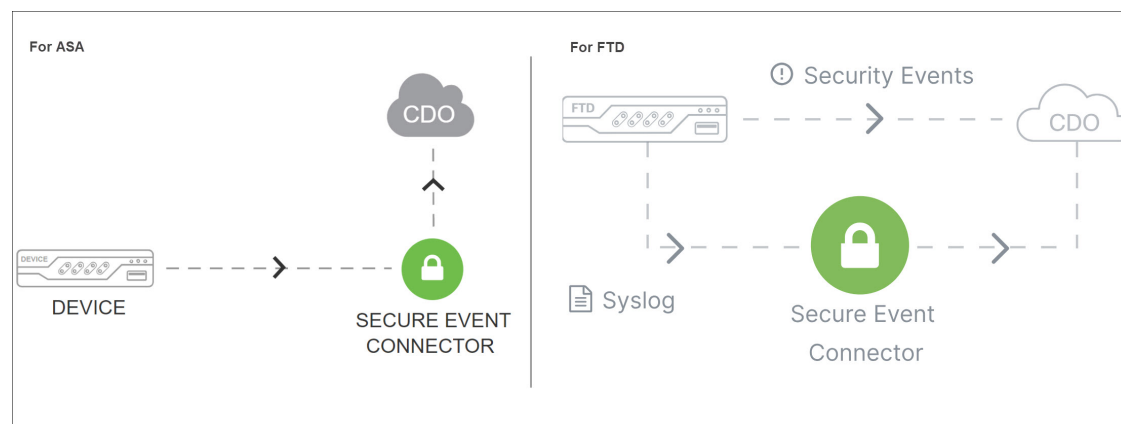 For ASA
CDO
DEVICE
DEVICE
SECURE EVENT
CONNECTOR
For FTD
Security Events
FTD
CDO
Syslog
Secure Event
Connector